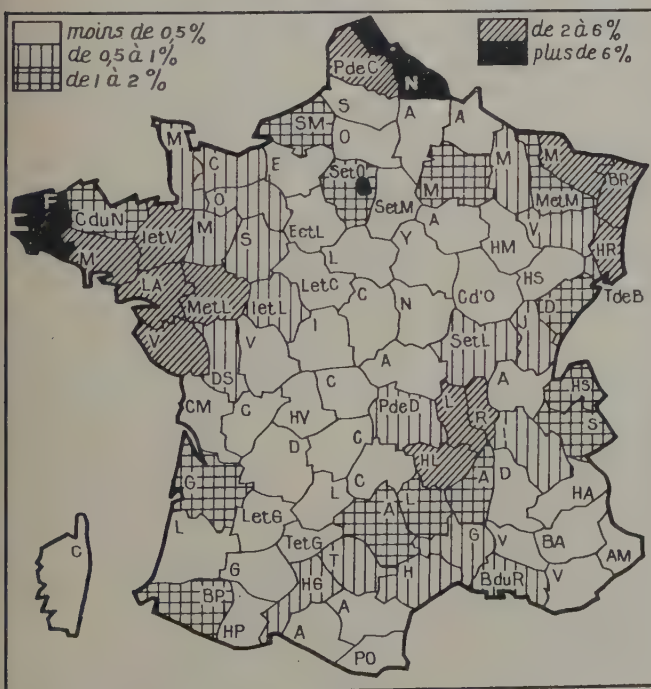 moins de 0,5%
de 0,5 à 1%
de 1 à 2%
de 2 à 6%
plus de 6%
PdeC
N
S
A
A
SM
O
M
C
E
SetO
M
M
M
BR
MetM
F
CduN
O
SetM
IetV
M
S
EctL
Y
A
HM
V
HR
M
L
HS
TdeB
LA
MetL
IetL
LetC
C
N
Cd'O
D
J
V
DS
V
I
A
SetL
CM
C
HV
C
PdeD
L
R
A
HS
S
D
C
HL
I
G
L
C
A
L
A
D
HA
L
LetG
TetG
G
V
BA
AM
C
G
T
H
BduR
V
BP
HG
HP
A
A
PO